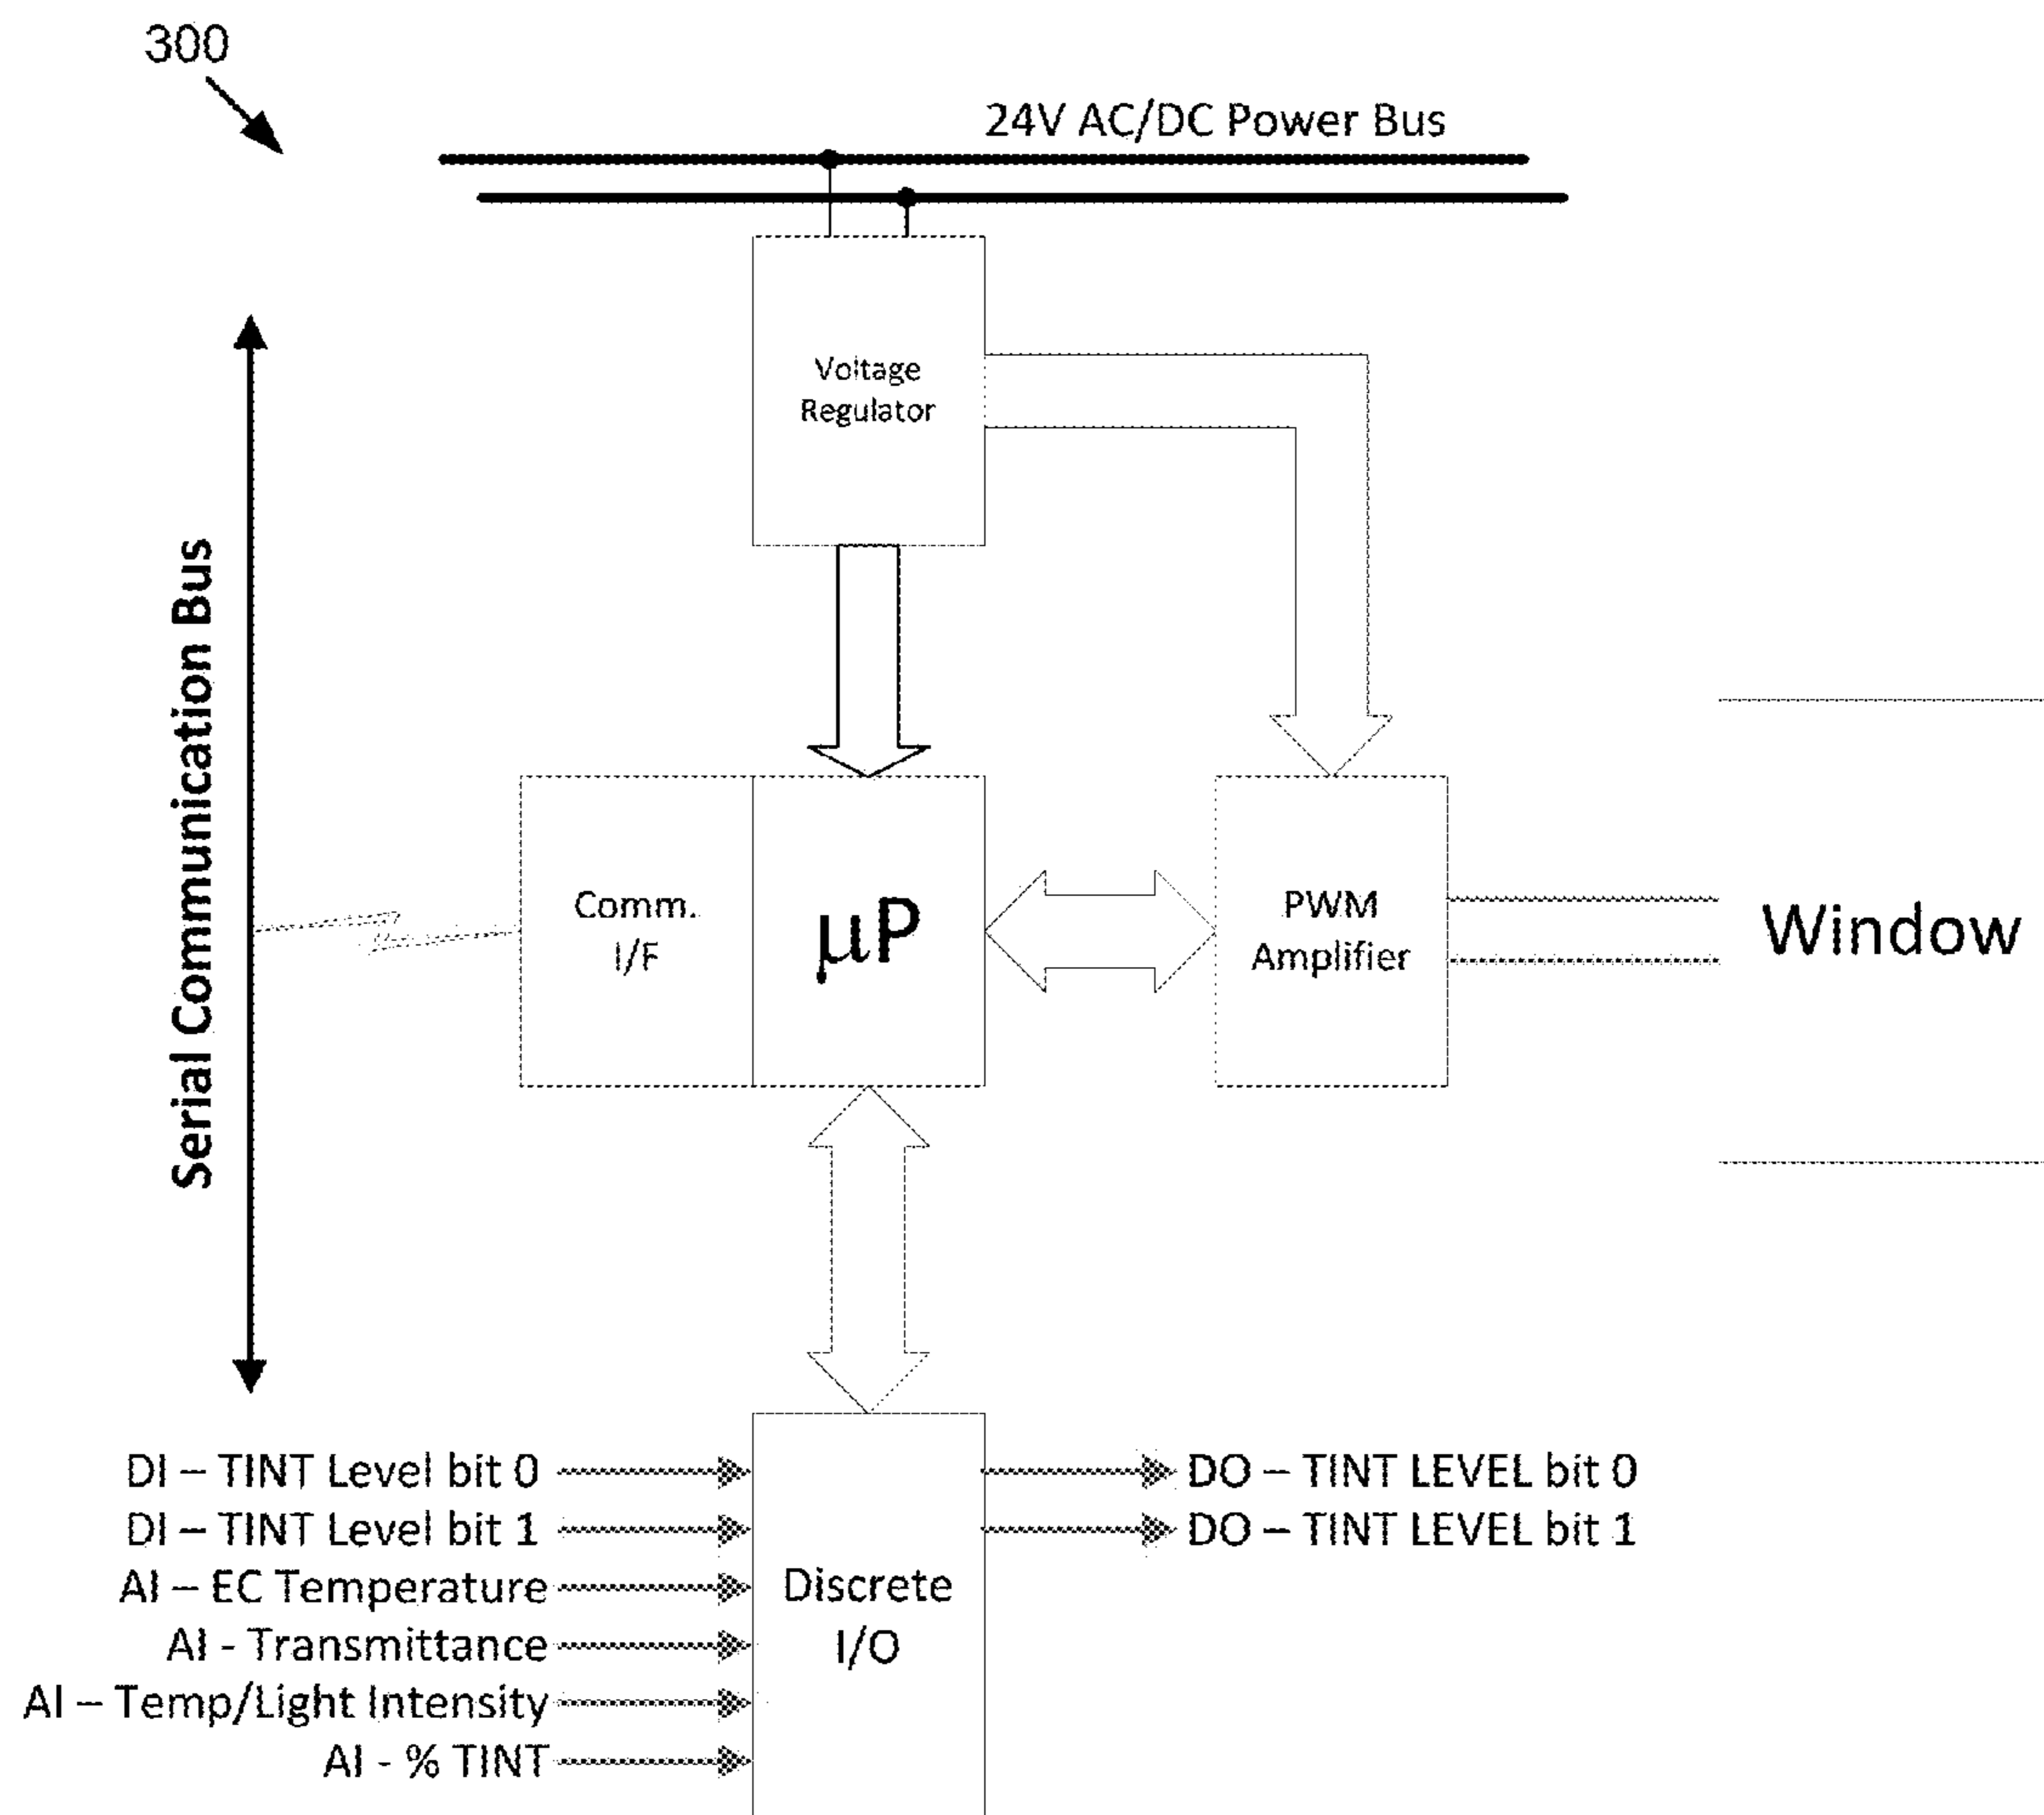 300
24V AC/DC Power Bus
Voltage
Regulator
Serial Communication Bus
Comm.
I/F
µP
PWM
Amplifier
Window
DI – TINT Level bit 0
DI – TINT Level bit 1
AI – EC Temperature
AI - Transmittance
AI – Temp/Light Intensity
AI - % TINT
Discrete
I/O
DO – TINT LEVEL bit 0
DO – TINT LEVEL bit 1